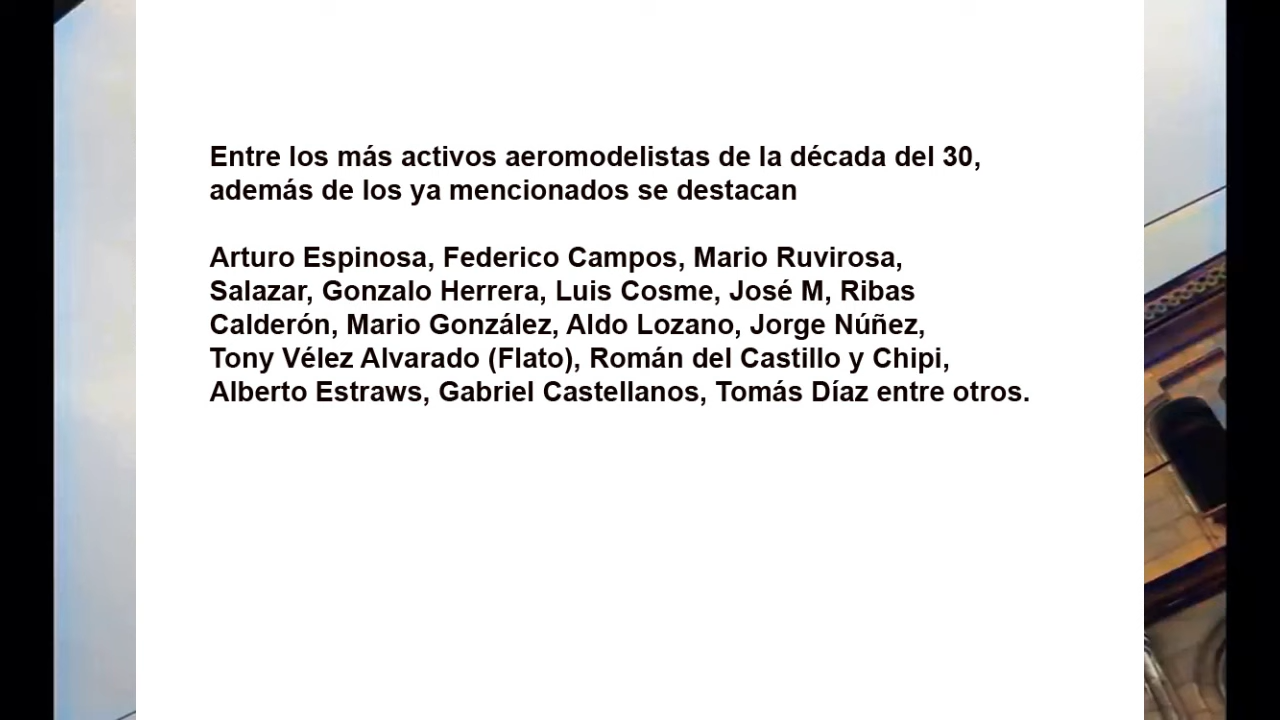 Entre los más activos aeromodelistas de la década del 30,
además de los ya mencionados se destacan
Arturo Espinosa, Federico Campos, Mario Ruvirosa,
Salazar, Gonzalo Herrera, Luis Cosme, José M, Ribas
Calderón, Mario González, Aldo Lozano, Jorge Núñez,
Tony Vélez Alvarado (Flato), Román del Castillo y Chipi,
Alberto Estraws, Gabriel Castellanos, Tomás Díaz entre otros.